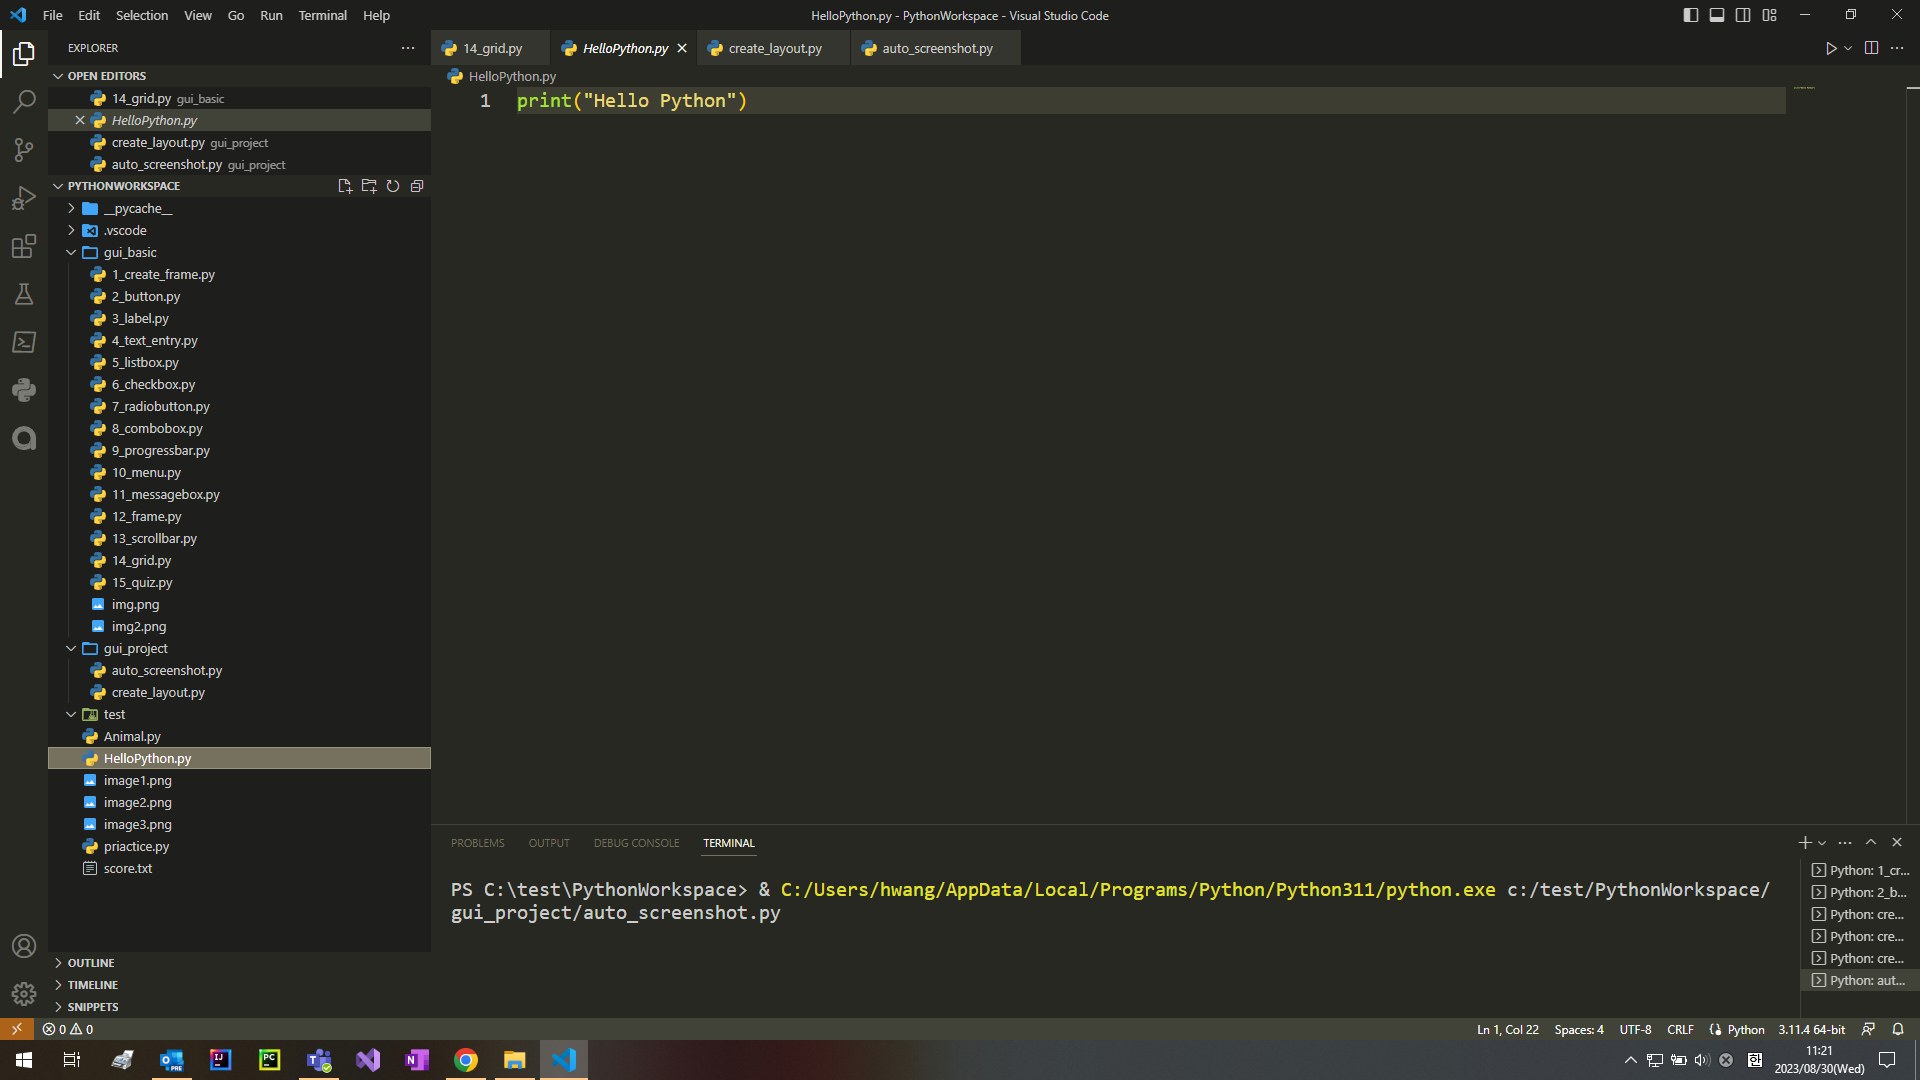 File Edit Selection View Go Run Terminal Help
HelloPython.py - PythonWorkspace - Visual Studio Code
EXPLORER
OPEN EDITORS
14_grid.py gui_basic
HelloPython.py
create_layout.py gui_project
auto_screenshot.py gui_project
PYTHONWORKSPACE
__pycache__
.vscode
gui_basic
1_create_frame.py
2_button.py
3_label.py
4_text_entry.py
5_listbox.py
6_checkbox.py
7_radiobutton.py
8_combobox.py
9_progressbar.py
10_menu.py
11_messagebox.py
12_frame.py
13_scrollbar.py
14_grid.py
15_quiz.py
img.png
img2.png
gui_project
auto_screenshot.py
create_layout.py
test
Animal.py
HelloPython.py
image1.png
image2.png
image3.png
priactice.py
score.txt
OUTLINE
TIMELINE
SNIPPETS
14_grid.py HelloPython.py create_layout.py auto_screenshot.py
HelloPython.py
1 print("Hello Python")
PROBLEMS OUTPUT DEBUG CONSOLE TERMINAL
PS C:\test\PythonWorkspace> & C:/Users/hwang/AppData/Local/Programs/Python/Python311/python.exe c:/test/PythonWorkspace/
gui_project/auto_screenshot.py
Python: 1_cr...
Python: 2_b...
Python: cre...
Python: cre...
Python: cre...
Python: aut...
0 0
Ln 1, Col 22 Spaces: 4 UTF-8 CRLF Python 3.11.4 64-bit
11:21
2023/08/30(Wed)